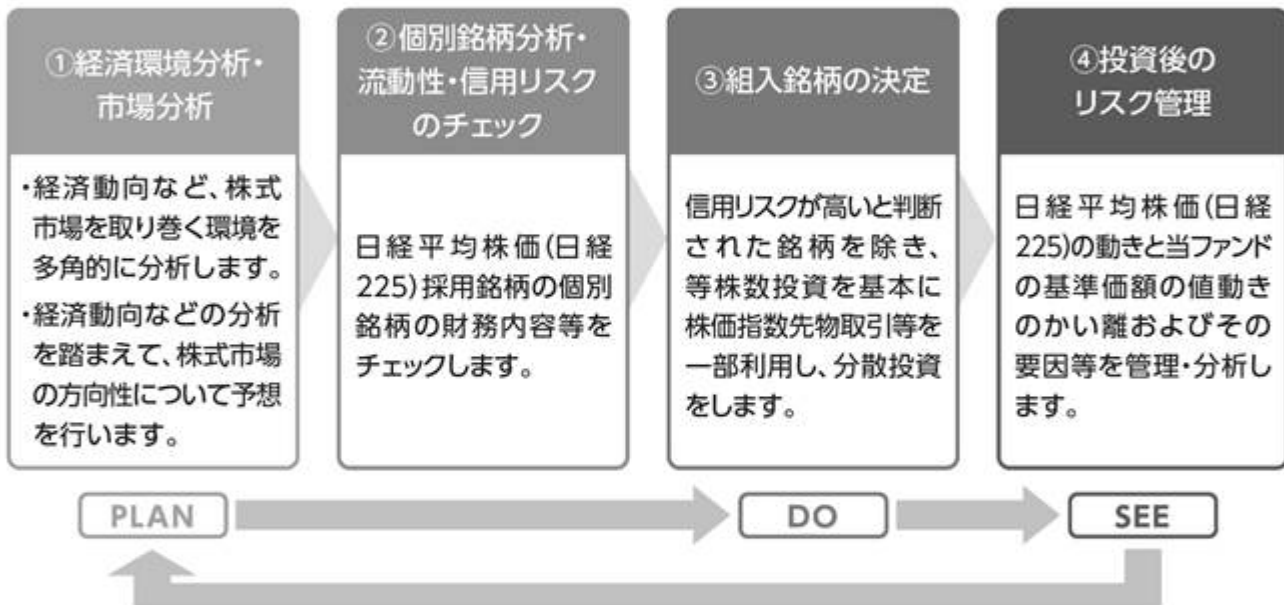 ①経済環境分析・
市場分析
・経済動向など、株式
市場を取り巻く環境を
多角的に分析します。
・経済動向などの分析
を踏まえて、株式市場
の方向性について予想
を行います。
②個別銘柄分析・
流動性・信用リスク
のチェック
日経平均株価(日経
225)採用銘柄の個別
銘柄の財務内容等を
チェックします。
③組入銘柄の決定
信用リスクが高いと判断
された銘柄を除き、
等株数投資を基本に
株価指数先物取引等を
一部利用し、分散投資
をします。
④投資後の
リスク管理
日経平均株価(日経
225)の動きと当ファンド
の基準価額の値動き
のかい離およびその
要因等を管理・分析し
ます。
PLAN
DO
SEE